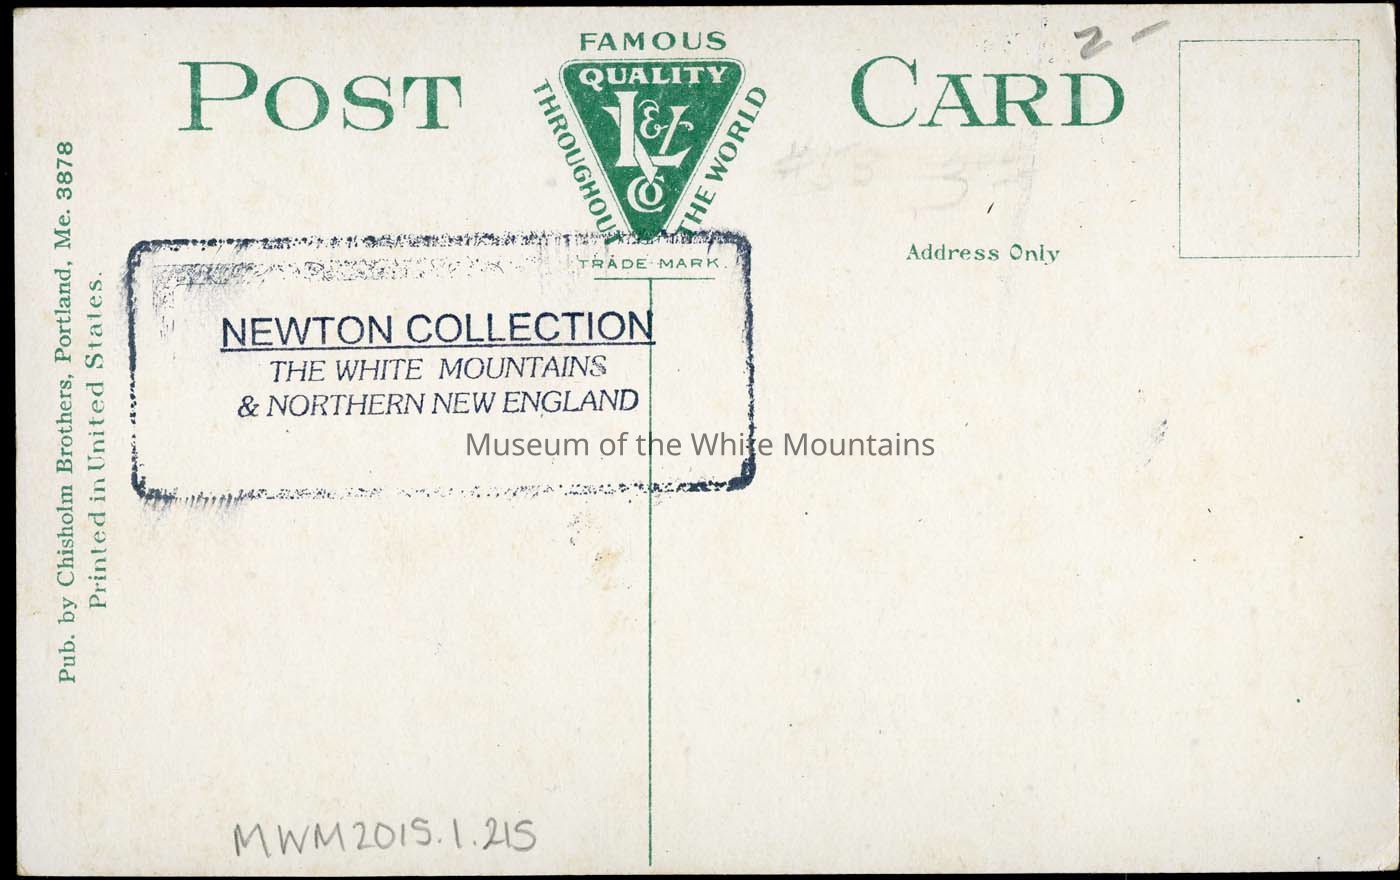 FAMOUS
POST CARD
QUALITY
L & Z
CO
THROUGHOUT
THE WORLD
TRADE MARK
2 -
Address Only
Pub. by Chisholm Brothers, Portland, Me. 3878
Printed in United States.
NEWTON COLLECTION
THE WHITE MOUNTAINS
& NORTHERN NEW ENGLAND
Museum of the White Mountains
MWM2015.1.215